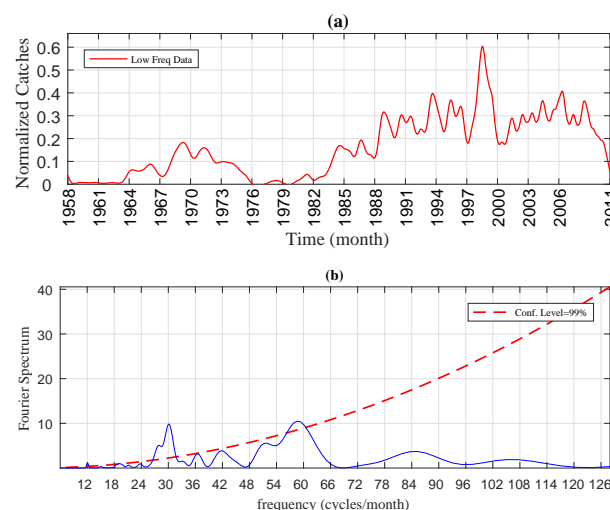 (a)
Normalized Catches
0.6
0.5
0.4
0.3
0.2
0.1
0
Low Freq Data
1956 1961 1964 1967 1970 1973 1976 1979 1982 1985 1988 1991 1994 1997 2000 2003 2006 2011
Time (month)
(b)
Fourier Spectrum
40
30
20
10
Conf. Level=99%
12 18 24 30 36 42 48 54 60 66 72 78 84 90 96 102 108 114 120 126
frequency (cycles/month)